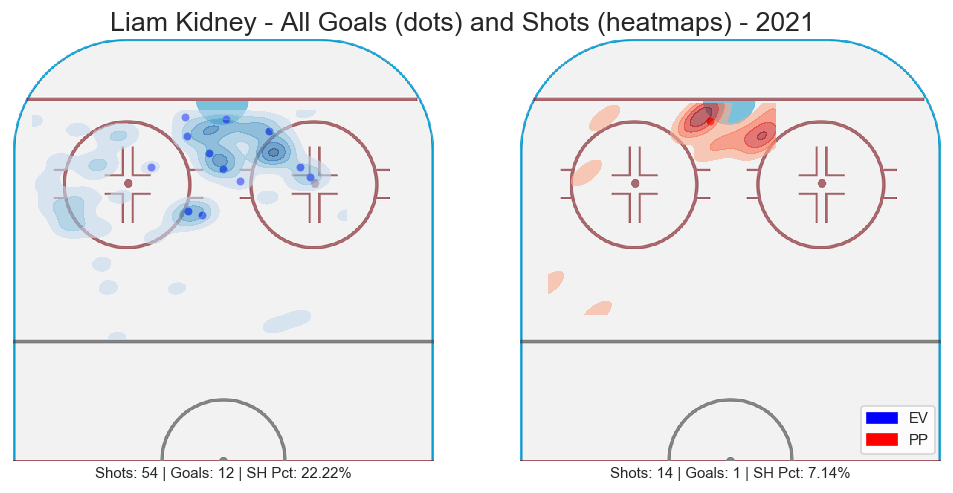 Liam Kidney - All Goals (dots) and Shots (heatmaps) - 2021
EV
PP
Shots: 54 | Goals: 12 | SH Pct: 22.22%
Shots: 14 | Goals: 1 | SH Pct: 7.14%